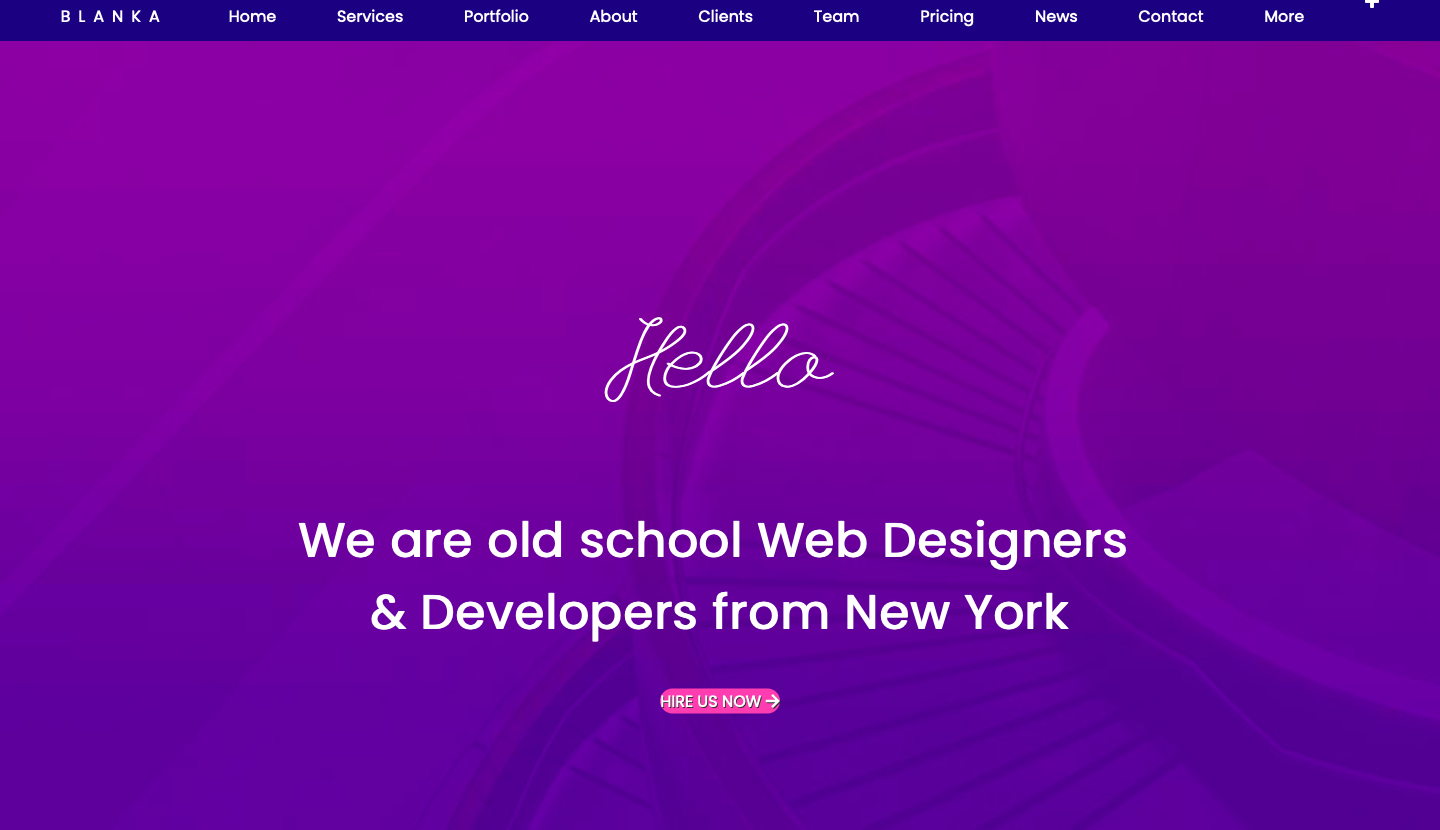 BLANKA Home Services Portfolio About Clients Team Pricing News Contact More
Hello
We are old school Web Designers
& Developers from New York
HIRE US NOW